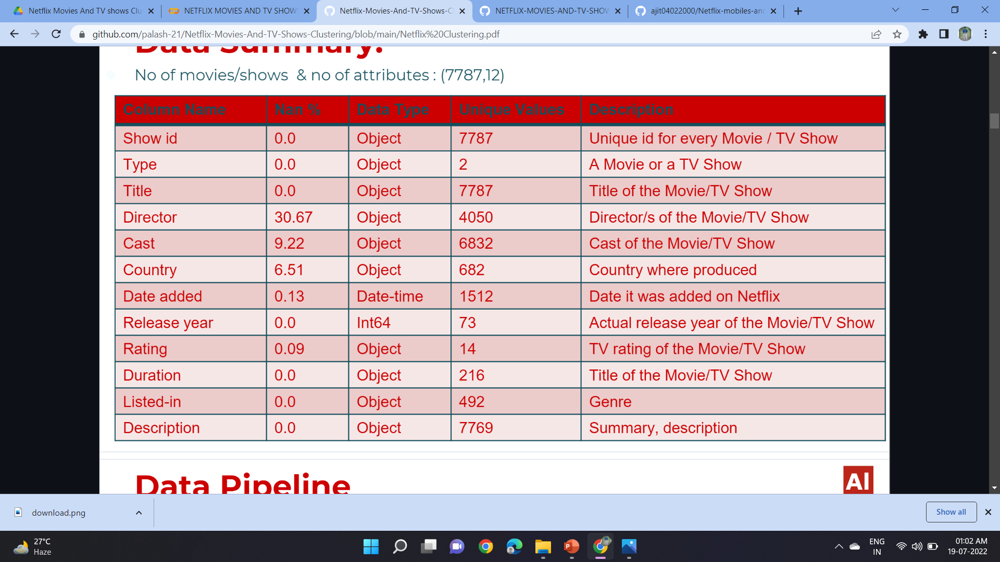 Netflix Movies And TV shows Clu
NETFLIX MOVIES AND TV SHOW
Netflix-Movies-And-TV-Shows-Cl
NETFLIX-MOVIES-AND-TV-SHOW
ajit04022000/Netflix-mobiles-and
github.com/palash-21/Netflix-Movies-And-TV-Shows-Clustering/blob/main/Netflix%20Clustering.pdf
Data Summary:
No of movies/shows & no of attributes : (7787,12)
Column Name Nan % Data Type Unique Values Description
Show id 0.0 Object 7787 Unique id for every Movie / TV Show
Type 0.0 Object 2 A Movie or a TV Show
Title 0.0 Object 7787 Title of the Movie/TV Show
Director 30.67 Object 4050 Director/s of the Movie/TV Show
Cast 9.22 Object 6832 Cast of the Movie/TV Show
Country 6.51 Object 682 Country where produced
Date added 0.13 Date-time 1512 Date it was added on Netflix
Release year 0.0 Int64 73 Actual release year of the Movie/TV Show
Rating 0.09 Object 14 TV rating of the Movie/TV Show
Duration 0.0 Object 216 Title of the Movie/TV Show
Listed-in 0.0 Object 492 Genre
Description 0.0 Object 7769 Summary, description
Data Pipeline
AI
download.png
Show all
27°C
Haze
P
ENG
IN
01:02 AM
19-07-2022